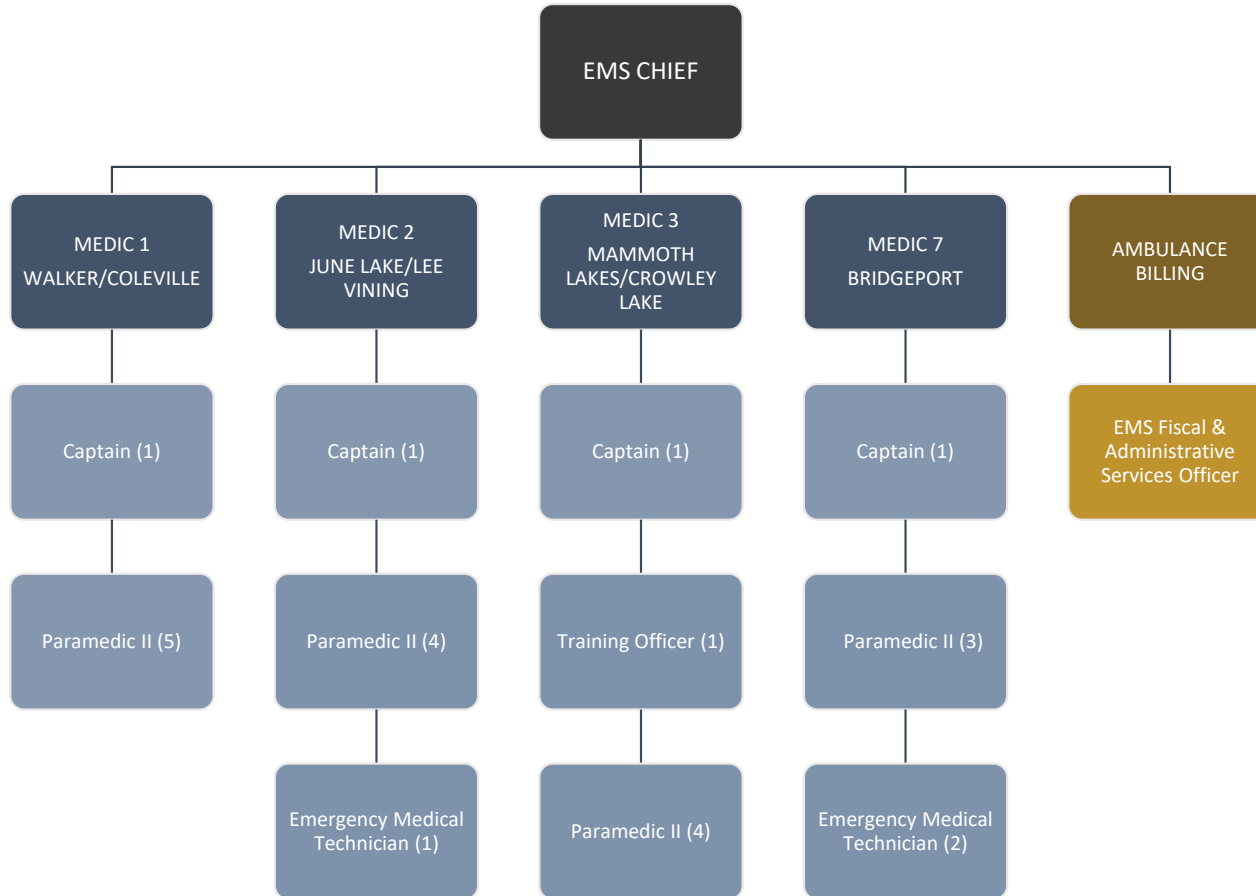 EMS CHIEF
MEDIC 1
WALKER/COLEVILLE
MEDIC 2
JUNE LAKE/LEE
VINING
MEDIC 3
MAMMOTH
LAKES/CROWLEY
LAKE
MEDIC 7
BRIDGEPORT
AMBULANCE
BILLING
Captain (1)
Captain (1)
Captain (1)
Captain (1)
EMS Fiscal &
Administrative
Services Officer
Paramedic II (5)
Paramedic II (4)
Training Officer (1)
Paramedic II (3)
Emergency Medical
Technician (1)
Paramedic II (4)
Emergency Medical
Technician (2)